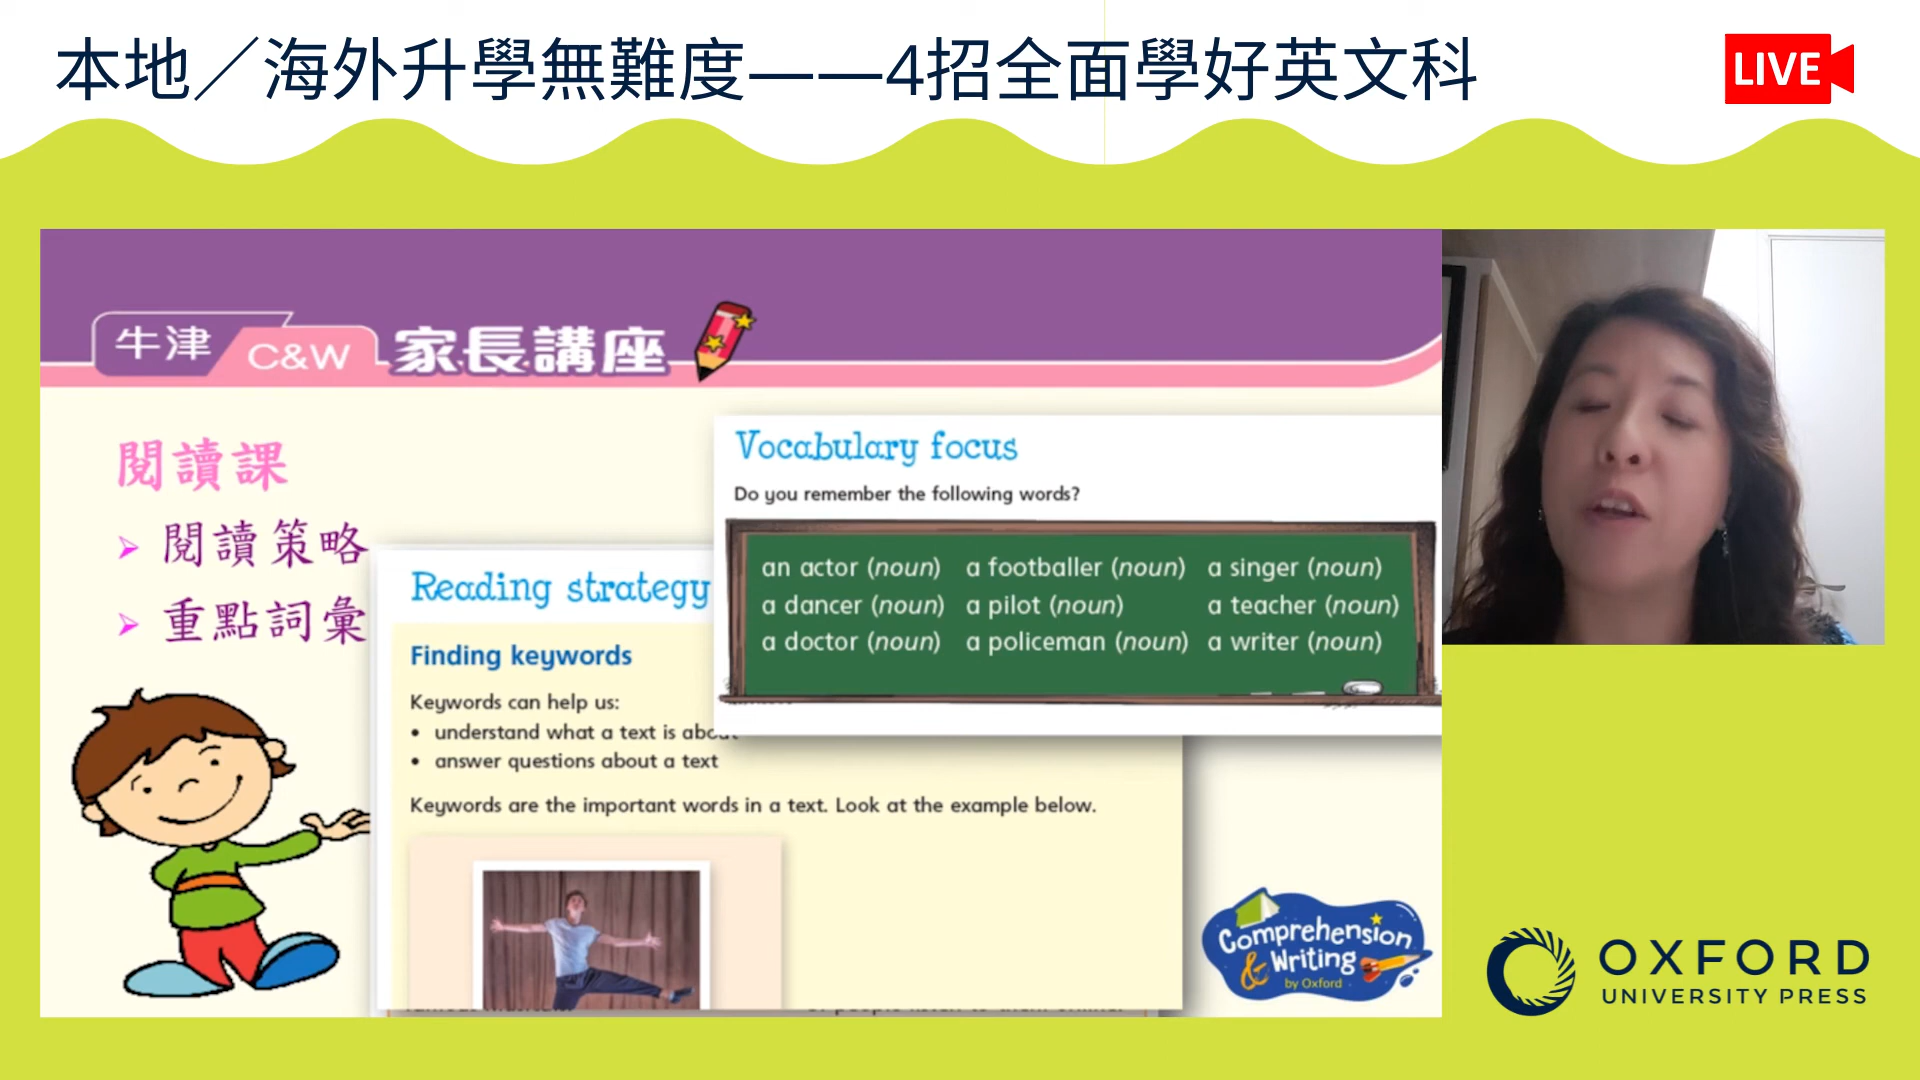 本地／海外升學無難度——4招全面學好英文科
LIVE
牛津
C&W
家長講座
閱讀課
閱讀策略
重點詞彙
Vocabulary focus
Do you remember the following words?
an actor (noun) a footballer (noun) a singer (noun)
a dancer (noun) a pilot (noun) a teacher (noun)
a doctor (noun) a policeman (noun) a writer (noun)
Reading strategy
Finding keywords
Keywords can help us:
• understand what a text is about
• answer questions about a text
Keywords are the important words in a text. Look at the example below.
Comprehension
& Writing
by Oxford
OXFORD
UNIVERSITY PRESS